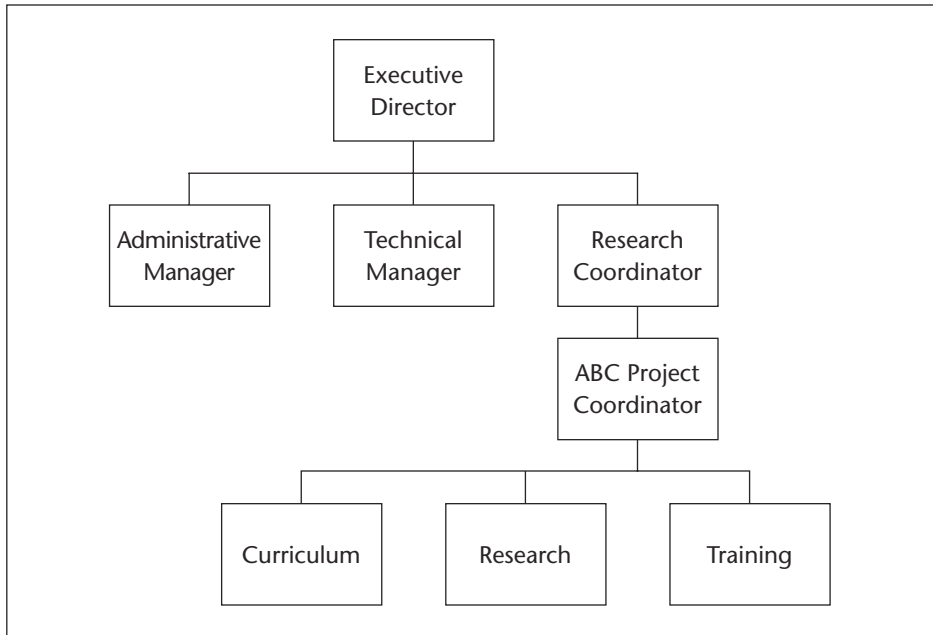 Executive
Director
Administrative
Manager
Technical
Manager
Research
Coordinator
ABC Project
Coordinator
Curriculum
Research
Training